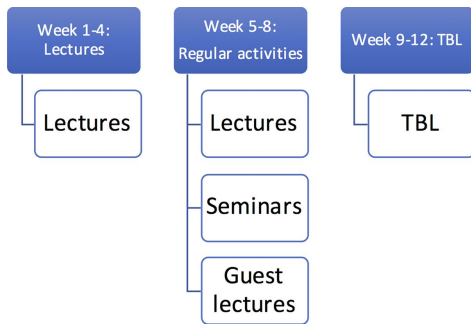 Week 1-4:
Lectures
Lectures
Week 5-8:
Regular activities
Lectures
Seminars
Guest
lectures
Week 9-12: TBL
TBL